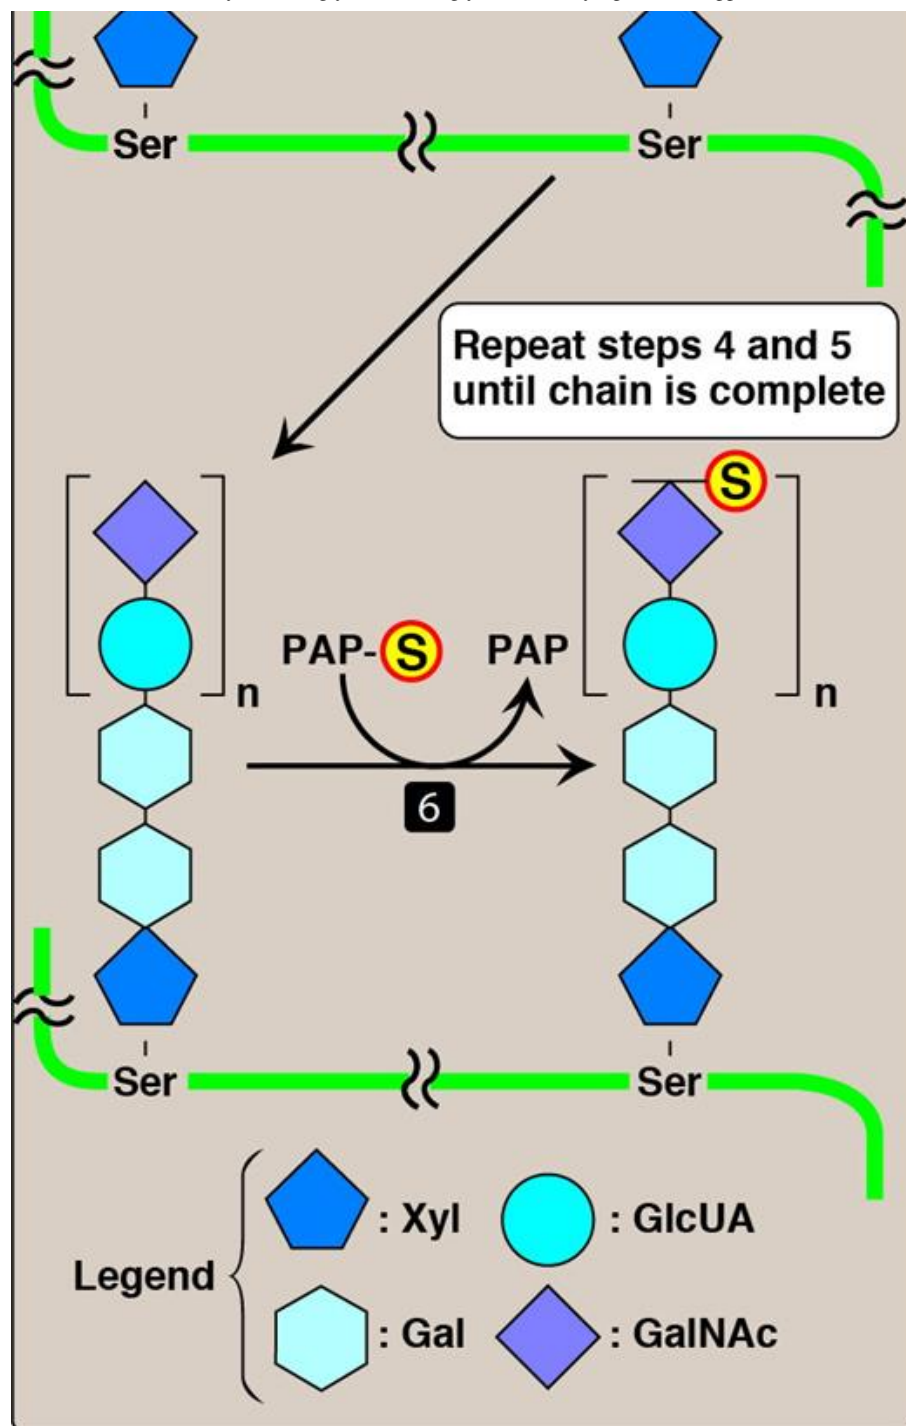 Ser Ser
Repeat steps 4 and 5
until chain is complete
S
PAP-S PAP
n n
6
Ser Ser
Legend
: Xyl : GlcUA
: Gal : GalNAc